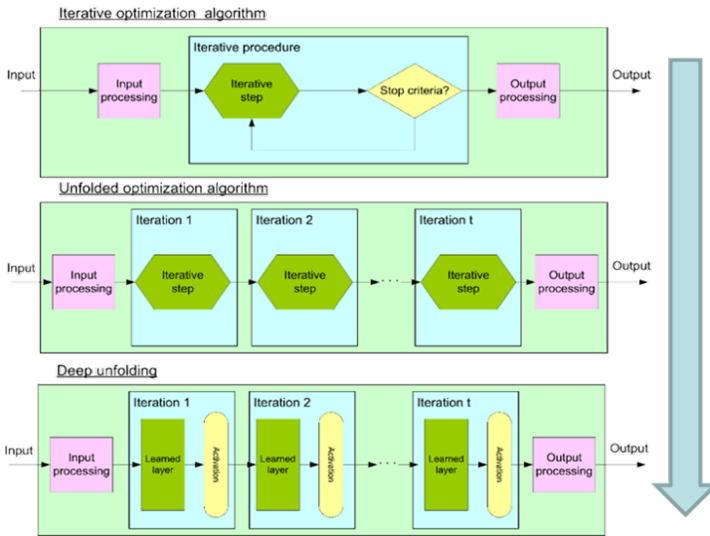 Iterative optimization algorithm
Iterative procedure
Input
Input
processing
Iterative
step
Stop criteria?
Output
processing
Output
Unfolded optimization algorithm
Iteration 1
Iteration 2
Iteration t
Input
Input
processing
Iterative
step
Iterative
step
...
Iterative
step
Output
processing
Output
Deep unfolding
Iteration 1
Iteration 2
Iteration t
Input
Input
processing
Learned
layer
Activation
Learned
layer
Activation
...
Learned
layer
Activation
Output
processing
Output